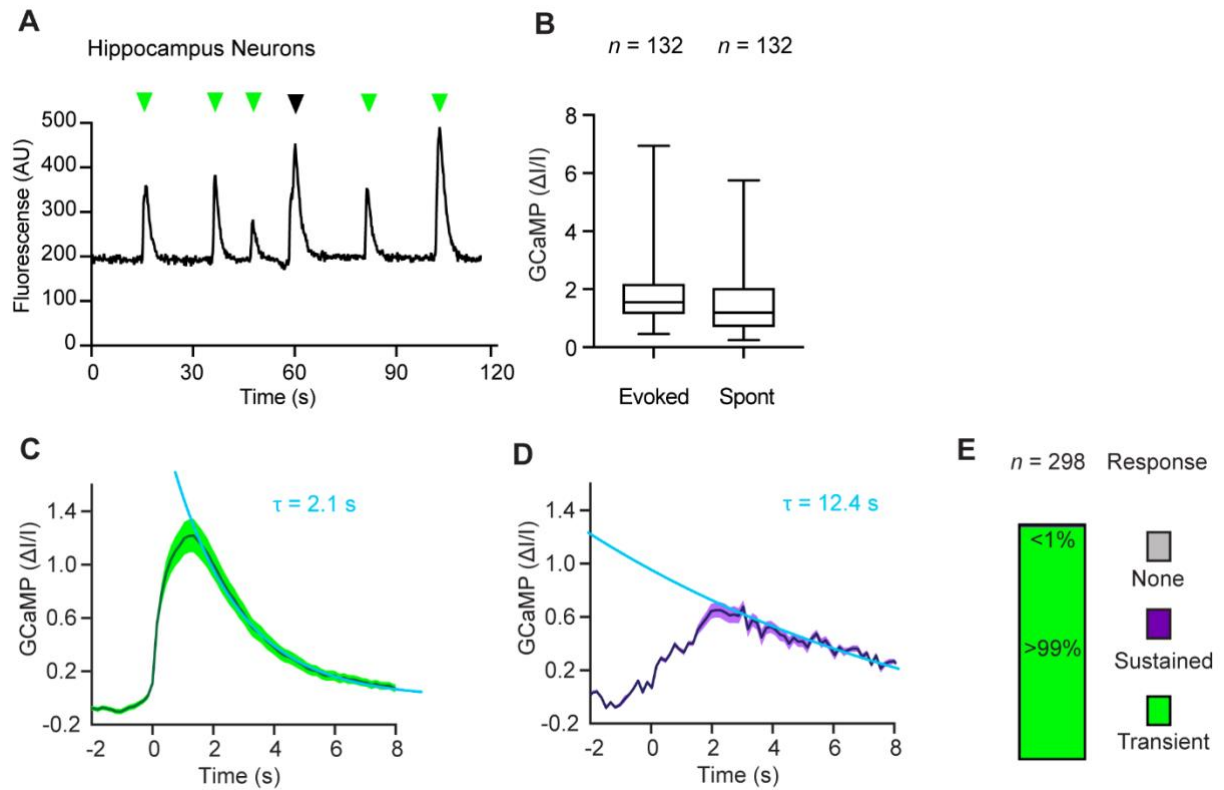 A
Hippocampus Neurons
Fluorescense (AU)
500
400
300
200
100
0
0 30 60 90 120
Time (s)
B
n = 132 n = 132
GCaMP (ΔI/I)
8
6
4
2
0
Evoked Spont
C
τ = 2.1 s
GCaMP (ΔI/I)
1.4
1.0
0.6
0.2
-0.2
-2 0 2 4 6 8
Time (s)
D
τ = 12.4 s
GCaMP (ΔI/I)
1.4
1.0
0.6
0.2
-0.2
-2 0 2 4 6 8
Time (s)
E
n = 298 Response
<1%
>99%
None
Sustained
Transient